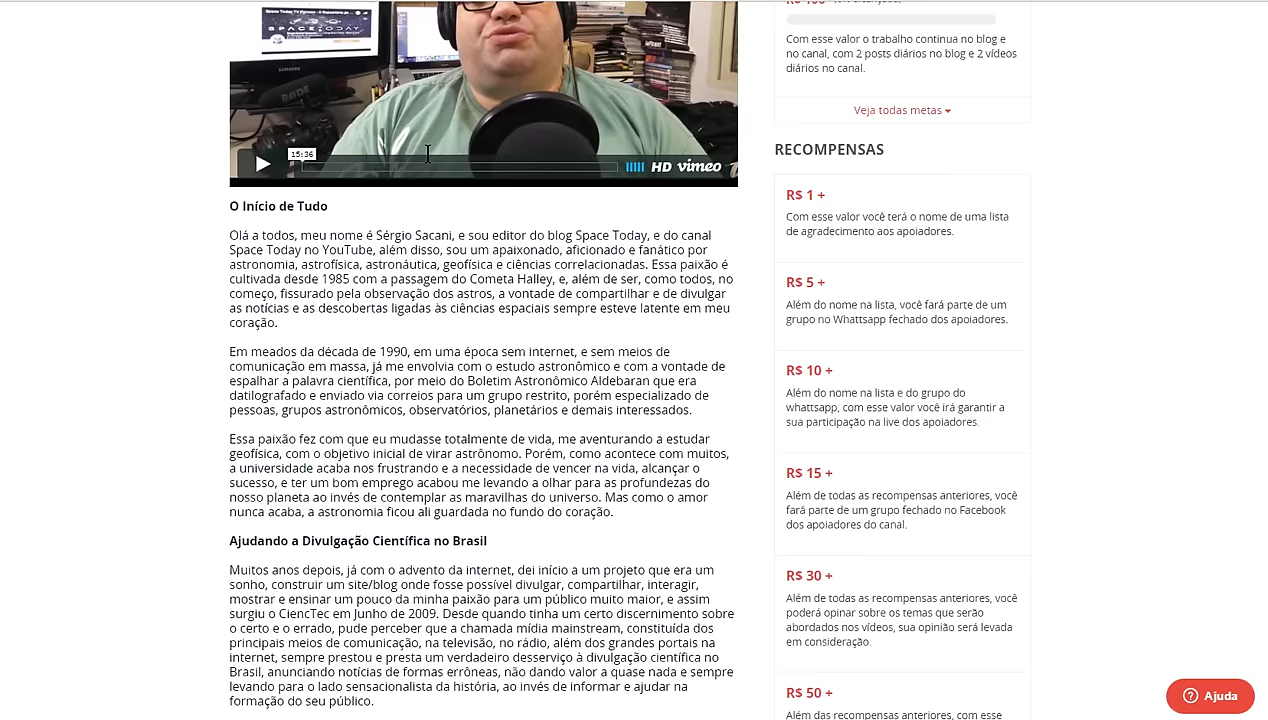 SPACETODAY
SAMSUNG
RODE
15:36
HD vimeo
O Início de Tudo
Olá a todos, meu nome é Sérgio Sacani, e sou editor do blog Space Today, e do canal
Space Today no YouTube, além disso, sou um apaixonado, aficionado e fanático por
astronomia, astrofísica, astronáutica, geofísica e ciências correlacionadas. Essa paixão é
cultivada desde 1985 com a passagem do Cometa Halley, e, além de ser, como todos, no
começo, fissurado pela observação dos astros, a vontade de compartilhar e de divulgar
as notícias e as descobertas ligadas às ciências espaciais sempre esteve latente em meu
coração.
Em meados da década de 1990, em uma época sem internet, e sem meios de
comunicação em massa, já me envolvia com o estudo astronômico e com a vontade de
espalhar a palavra científica, por meio do Boletim Astronômico Aldebaran que era
datilografado e enviado via correios para um grupo restrito, porém especializado de
pessoas, grupos astronômicos, observatórios, planetários e demais interessados.
Essa paixão fez com que eu mudasse totalmente de vida, me aventurando a estudar
geofísica, com o objetivo inicial de virar astrônomo. Porém, como acontece com muitos,
a universidade acaba nos frustrando e a necessidade de vencer na vida, alcançar o
sucesso, e ter um bom emprego acabou me levando a olhar para as profundezas do
nosso planeta ao invés de contemplar as maravilhas do universo. Mas como o amor
nunca acaba, a astronomia ficou ali guardada no fundo do coração.
Ajudando a Divulgação Científica no Brasil
Muitos anos depois, já com o advento da internet, dei início a um projeto que era um
sonho, construir um site/blog onde fosse possível divulgar, compartilhar, interagir,
mostrar e ensinar um pouco da minha paixão para um público muito maior, e assim
surgiu o CiencTec em Junho de 2009. Desde quando tinha um certo discernimento sobre
o certo e o errado, pude perceber que a chamada mídia mainstream, constituída dos
principais meios de comunicação, na televisão, no rádio, além dos grandes portais na
internet, sempre prestou e presta um verdadeiro desserviço à divulgação científica no
Brasil, anunciando notícias de formas errôneas, não dando valor a quase nada e sempre
levando para o lado sensacionalista da história, ao invés de informar e ajudar na
formação do seu público.
Com esse valor o trabalho continua no blog e
no canal, com 2 posts diários no blog e 2 vídeos
diários no canal.
Veja todas metas
RECOMPENSAS
R$ 1 +
Com esse valor você terá o nome de uma lista
de agradecimento aos apoiadores.
R$ 5 +
Além do nome na lista, você fará parte de um
grupo no Whattsapp fechado dos apoiadores.
R$ 10 +
Além do nome na lista e do grupo do
whattsapp, com esse valor você irá garantir a
sua participação na live dos apoiadores.
R$ 15 +
Além de todas as recompensas anteriores, você
fará parte de um grupo fechado no Facebook
dos apoiadores do canal.
R$ 30 +
Além de todas as recompensas anteriores, você
poderá opinar sobre os temas que serão
abordados nos vídeos, sua opinião será levada
em consideração.
R$ 50 +
Além das recompensas anteriores, com esse
Ajuda